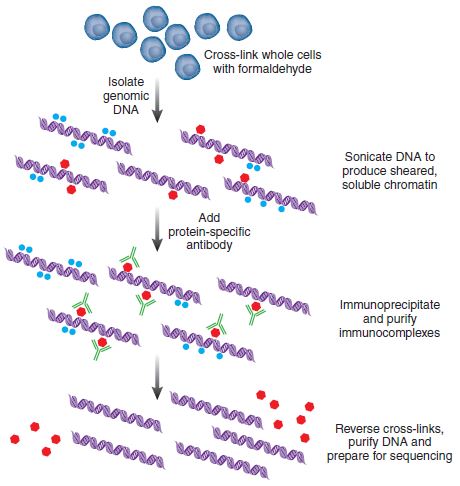 Cross-link whole cells
with formaldehyde
Isolate
genomic
DNA
Sonicate DNA to
produce sheared,
soluble chromatin
Add
protein-specific
antibody
Immunoprecipitate
and purify
immunocomplexes
Reverse cross-links,
purify DNA and
prepare for sequencing